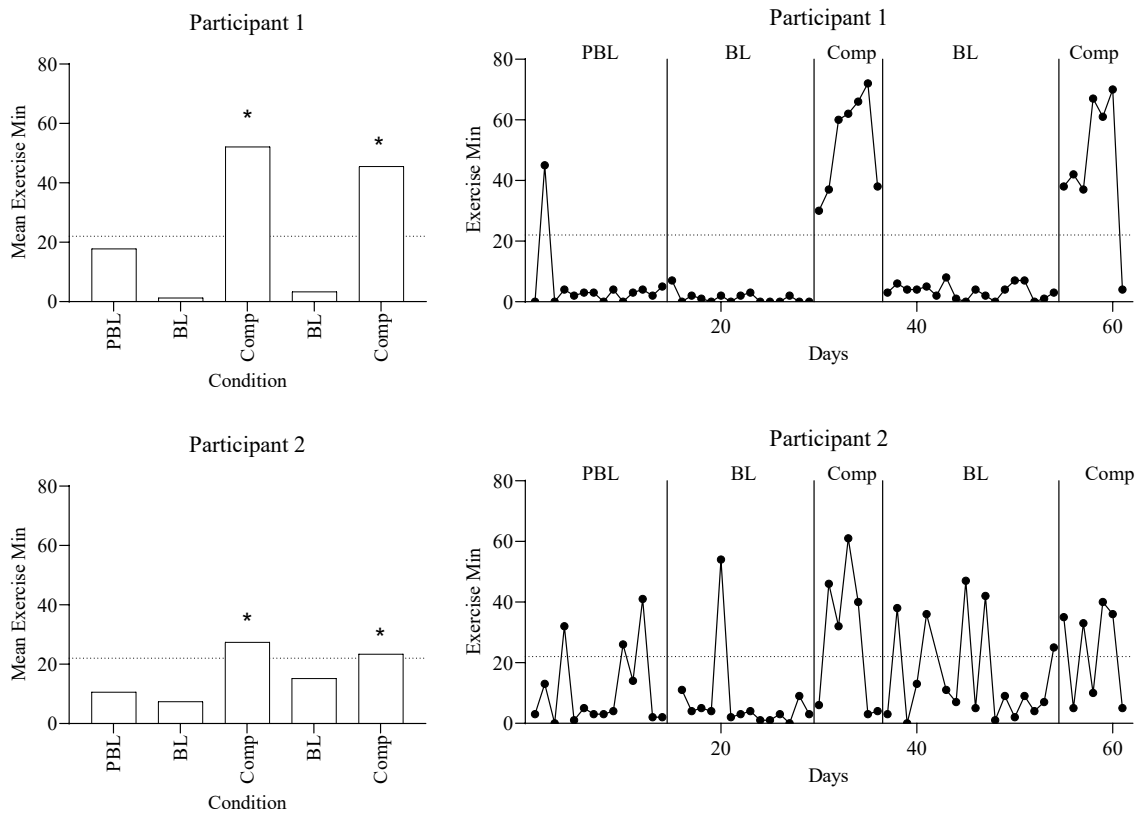 Participant 1
Mean Exercise Min
80
60
40
20
0
*
*
PBL
BL
Comp
BL
Comp
Condition
Participant 1
PBL
BL
Comp
BL
Comp
Exercise Min
80
60
40
20
0
20
40
60
Days
Participant 2
Mean Exercise Min
80
60
40
20
0
*
*
PBL
BL
Comp
BL
Comp
Condition
Participant 2
PBL
BL
Comp
BL
Comp
Exercise Min
80
60
40
20
0
20
40
60
Days